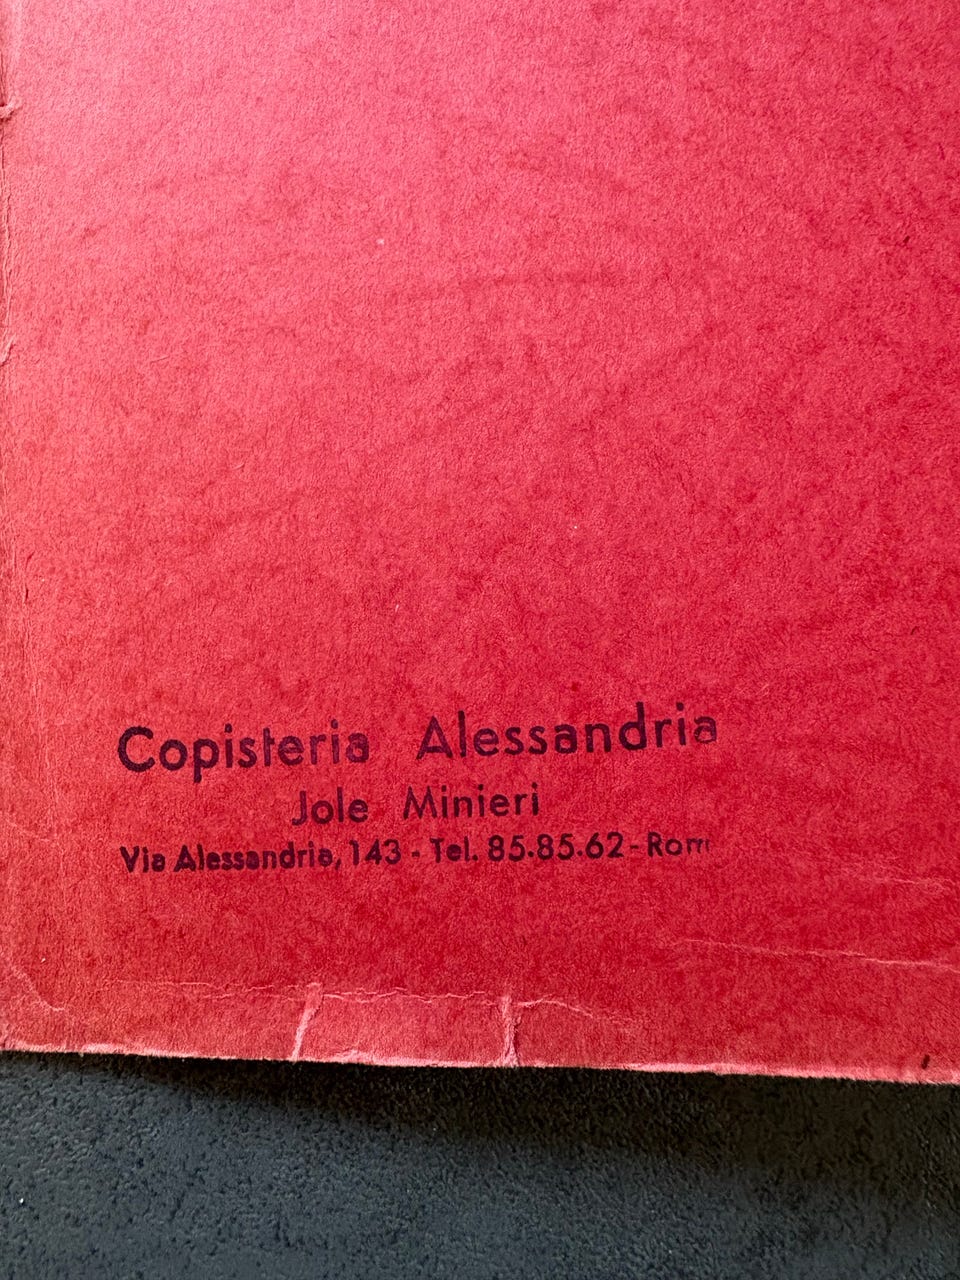 Copisteria Alessandria
Jole Minieri
Via Alessandria, 143 - Tel. 85.85.62 - Rom